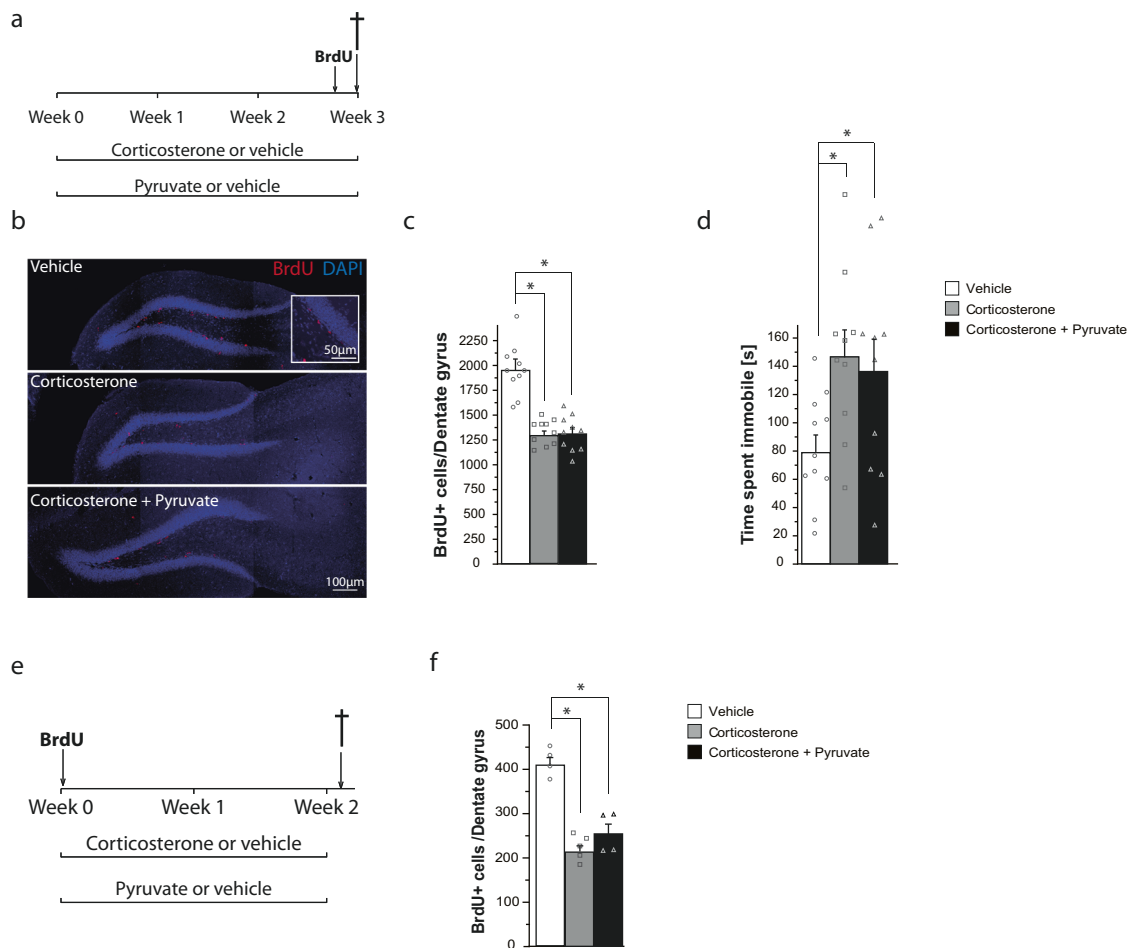 a
†
BrdU
Week 0 Week 1 Week 2 Week 3
Corticosterone or vehicle
Pyruvate or vehicle
b
Vehicle
BrdU DAPI
50µm
Corticosterone
Corticosterone + Pyruvate
100µm
c
BrdU+ cells/Dentate gyrus
2250
2000
1750
1500
1250
1000
750
500
250
0
*
*
d
Time spent immobile [s]
160
140
120
100
80
60
40
20
0
*
*
Vehicle
Corticosterone
Corticosterone + Pyruvate
e
†
BrdU
Week 0 Week 1 Week 2
Corticosterone or vehicle
Pyruvate or vehicle
f
BrdU+ cells /Dentate gyrus
500
400
300
200
100
0
*
*
Vehicle
Corticosterone
Corticosterone + Pyruvate